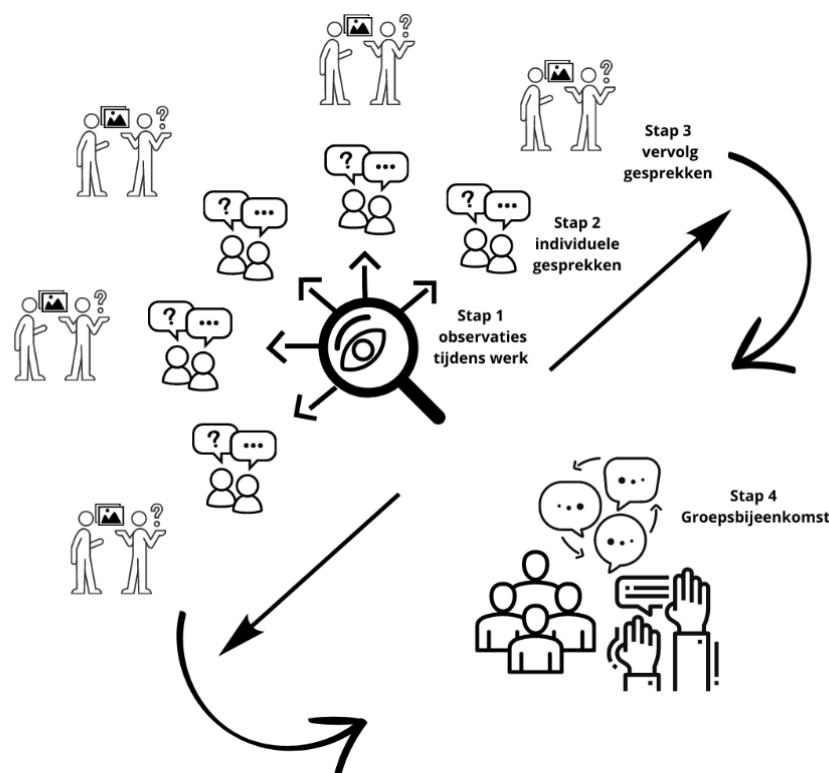 Stap 3
vervolg
gesprekken
Stap 2
individuele
gesprekken
Stap 1
observaties
tijdens werk
Stap 4
Groepsbijeenkomst